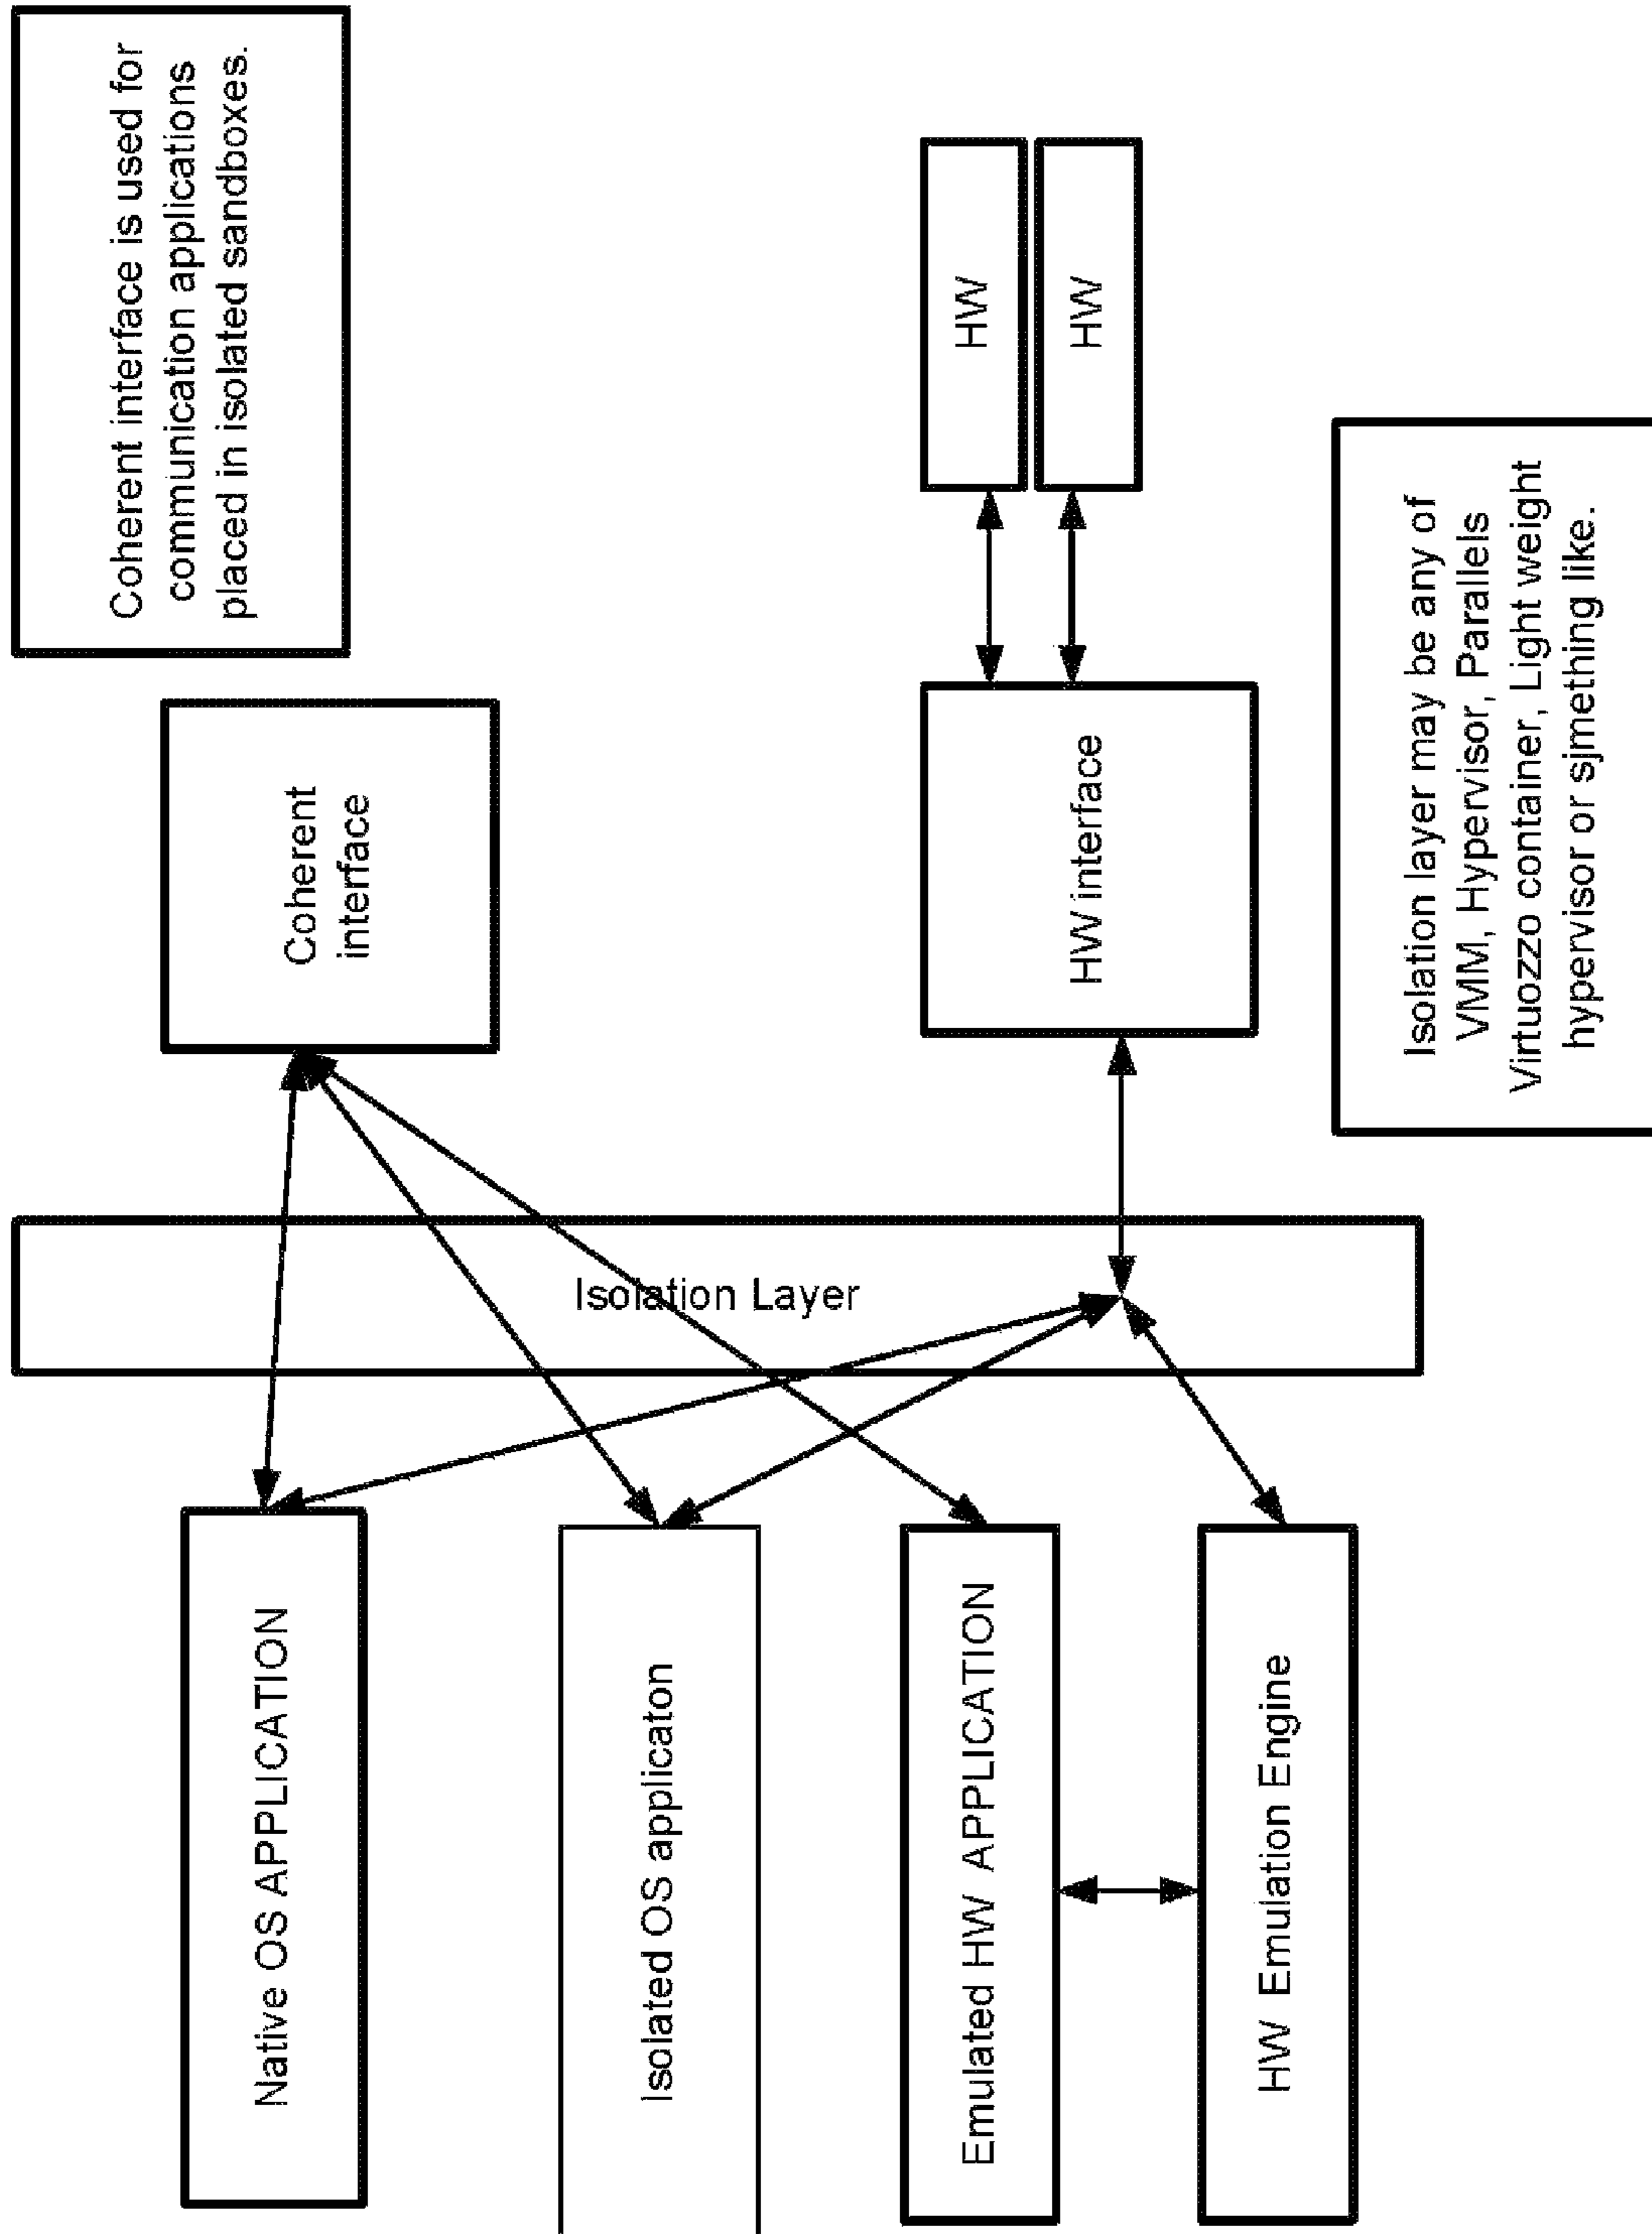 Coherent interface is used for
communication applications
placed in isolated sandboxes.
Coherent
interface
HW
HW
HW interface
Isolation layer may be any of
VMM, Hypervisor, Parallels
Virtuozzo container, Light weight
hypervisor or sjmething like.
Isolation Layer
Native OS APPLICATION
Isolated OS applicaton
Emulated HW APPLICATION
HW Emulation Engine